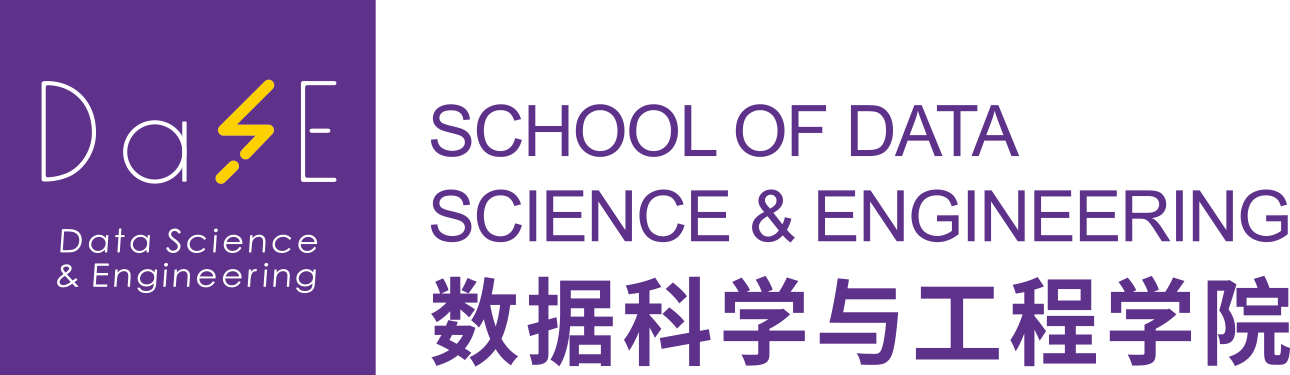 DaSE
Data Science
& Engineering
SCHOOL OF DATA
SCIENCE & ENGINEERING
数据科学与工程学院